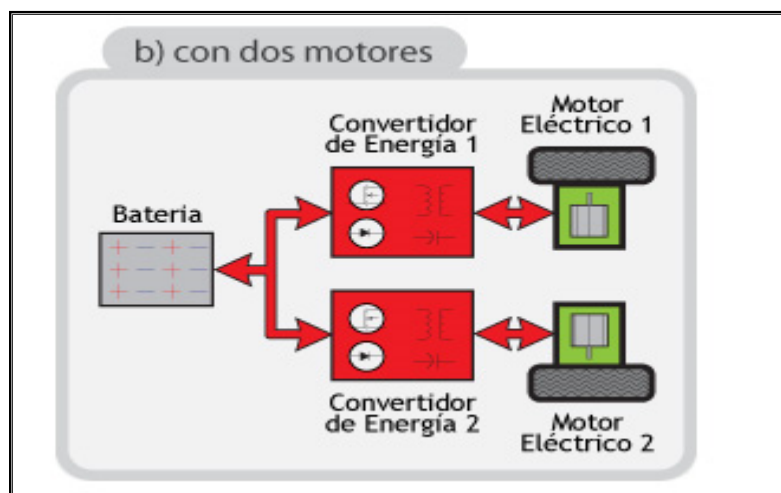 b) con dos motores
Convertidor
de Energía 1
Motor
Eléctrico 1
Bateria
Convertidor
de Energía 2
Motor
Eléctrico 2